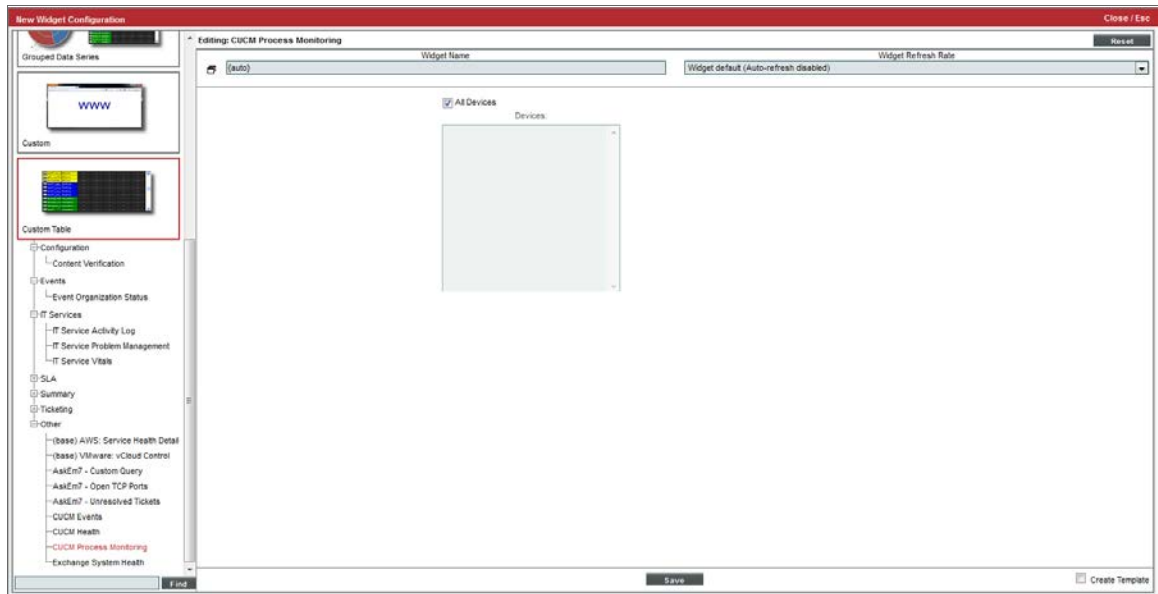 New Widget Configuration
Close / Esc
Grouped Data Series
Editing: CUCM Process Monitoring
Reset
Widget Name
Widget Refresh Rate
{auto}
Widget default (Auto-refresh disabled)
www
Custom
All Devices
Devices:
Custom Table
Configuration
Content Verification
Events
Event Organization Status
IT Services
IT Service Activity Log
IT Service Problem Management
IT Service Vitals
SLA
Summary
Ticketing
Other
(base) AWS: Service Health Detail
(base) VMware: vCloud Control
AskEm7 - Custom Query
AskEm7 - Open TCP Ports
AskEm7 - Unresolved Tickets
CUCM Events
CUCM Health
CUCM Process Monitoring
Exchange System Health
Find
Save
Create Template